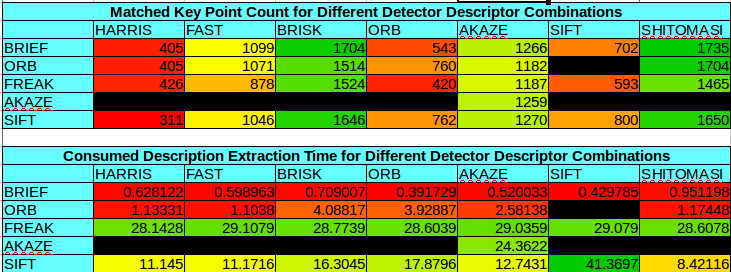 Matched Key Point Count for Different Detector Descriptor Combinations
HARRIS FAST BRISK ORB AKAZE SIFT SHITOMASI
BRIEF 405 1099 1704 543 1266 702 1735
ORB 405 1071 1514 760 1182 1704
FREAK 426 878 1524 420 1187 593 1465
AKAZE 1259
SIFT 311 1046 1646 762 1270 800 1650
Consumed Description Extraction Time for Different Detector Descriptor Combinations
HARRIS FAST BRISK ORB AKAZE SIFT SHITOMASI
BRIEF 0.628122 0.598963 0.709007 0.391729 0.520033 0.429785 0.951198
ORB 1.13331 1.1038 4.08817 3.92887 2.58138 1.17448
FREAK 28.1428 29.1079 28.7739 28.6039 29.0359 29.079 28.6078
AKAZE 24.3622
SIFT 11.145 11.1716 16.3045 17.8796 12.7431 41.3697 8.42116